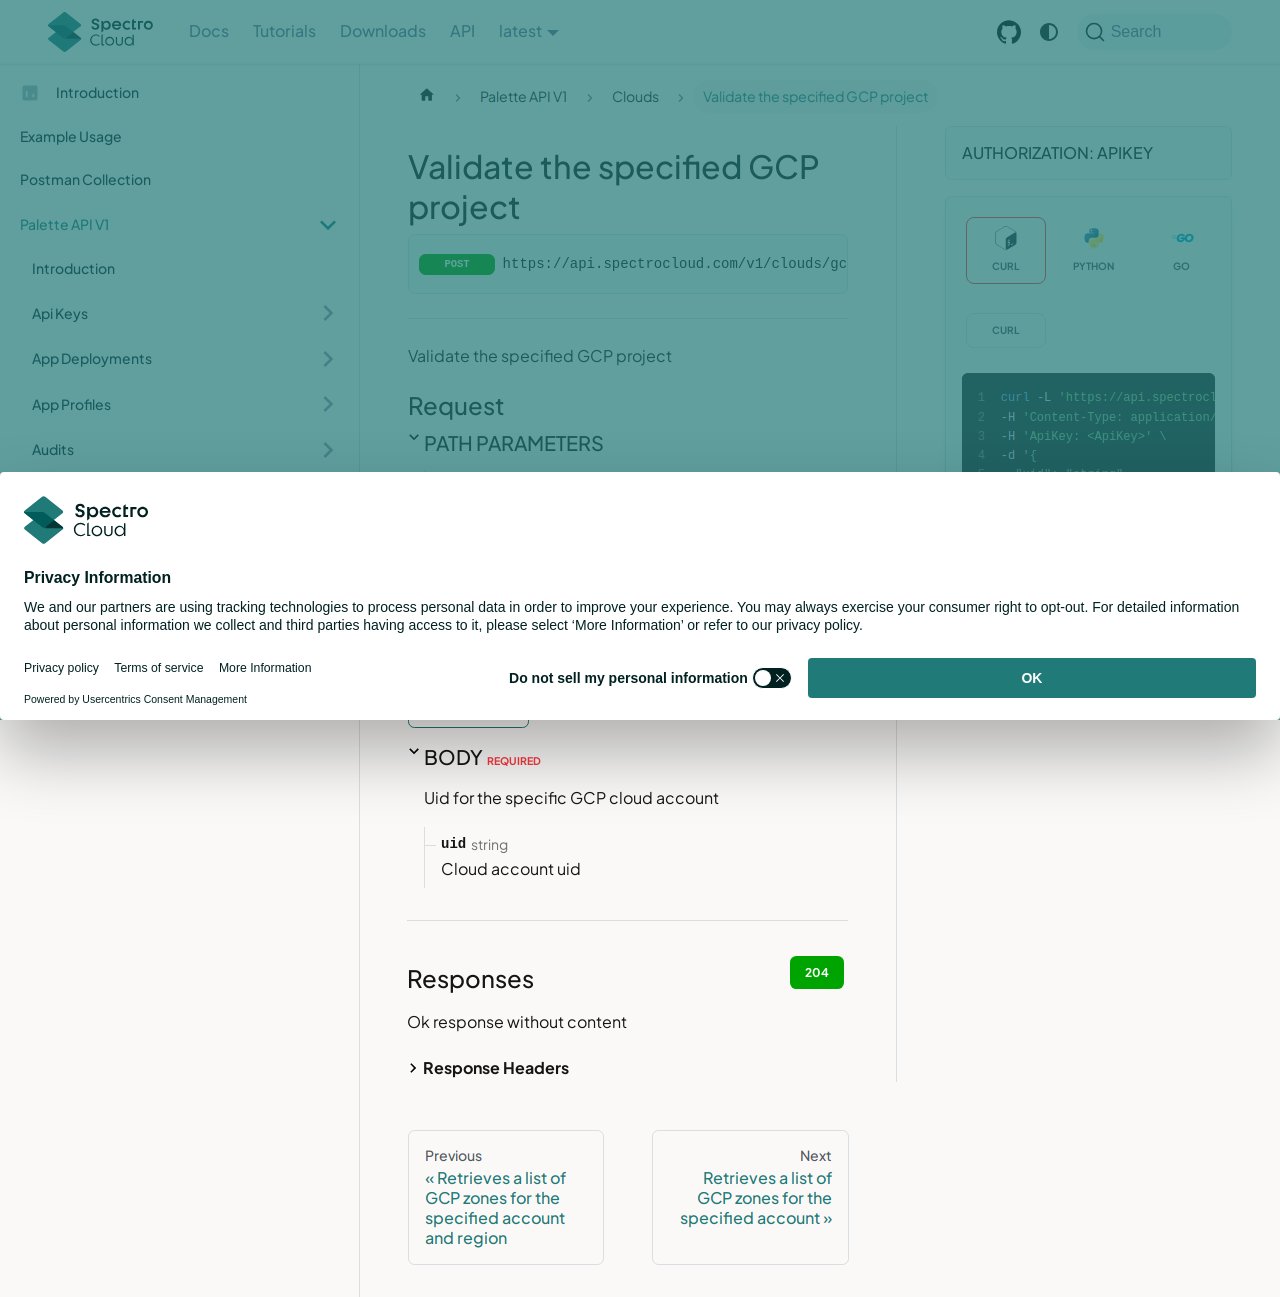 Spectro Cloud
Docs
Tutorials
Downloads
API
latest
Search
Introduction
Example Usage
Postman Collection
Palette API V1
Introduction
Api Keys
App Deployments
App Profiles
Audits
Palette API V1
Clouds
Validate the specified GCP project
Validate the specified GCP
project
POST https://api.spectrocloud.com/v1/clouds/gc
Validate the specified GCP project
Request
PATH PARAMETERS
AUTHORIZATION: APIKEY
CURL
PYTHON
GO
CURL
1 curl -L 'https://api.spectrocl
2 -H 'Content-Type: application/
3 -H 'ApiKey: <ApiKey>' \
4 -d '{
Spectro
Cloud
Privacy Information
We and our partners are using tracking technologies to process personal data in order to improve your experience. You may always exercise your consumer right to opt-out. For detailed information
about personal information we collect and third parties having access to it, please select ‘More Information’ or refer to our privacy policy.
Privacy policy
Terms of service
More Information
Powered by Usercentrics Consent Management
Do not sell my personal information
OK
BODY REQUIRED
Uid for the specific GCP cloud account
uid string
Cloud account uid
Responses
204
Ok response without content
Response Headers
Previous
« Retrieves a list of
GCP zones for the
specified account
and region
Next
Retrieves a list of
GCP zones for the
specified account »